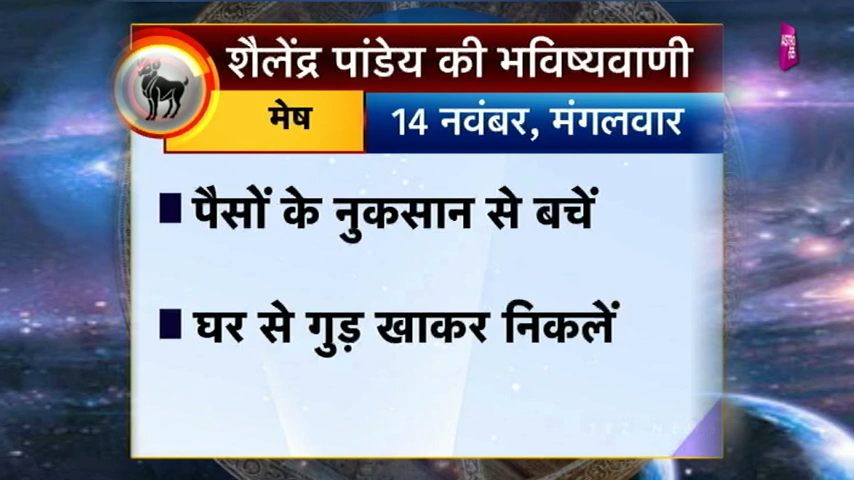 शैलेंद्र पांडेय की भविष्यवाणी
मेष
14 नवंबर, मंगलवार
पैसों के नुकसान से बचें
घर से गुड़ खाकर निकलें